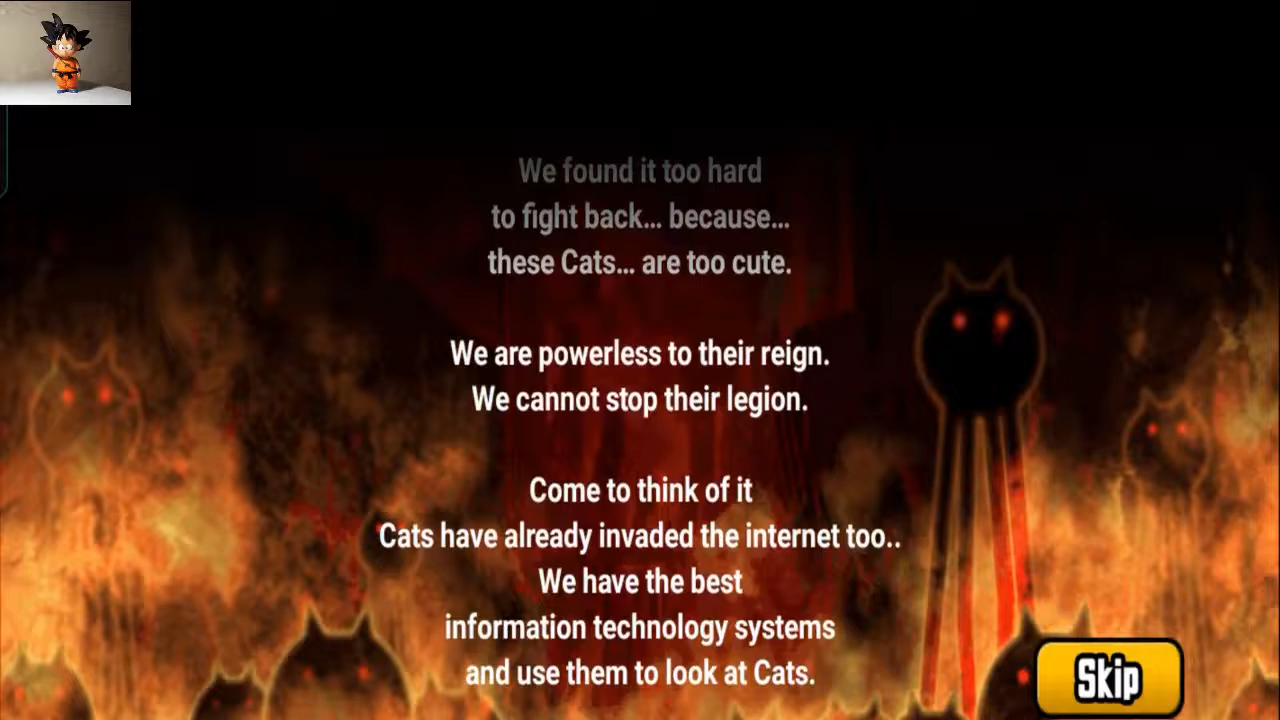 We found it too hard
to fight back... because...
these Cats... are too cute.
We are powerless to their reign.
We cannot stop their legion.
Come to think of it
Cats have already invaded the internet too..
We have the best
information technology systems
and use them to look at Cats.
Skip